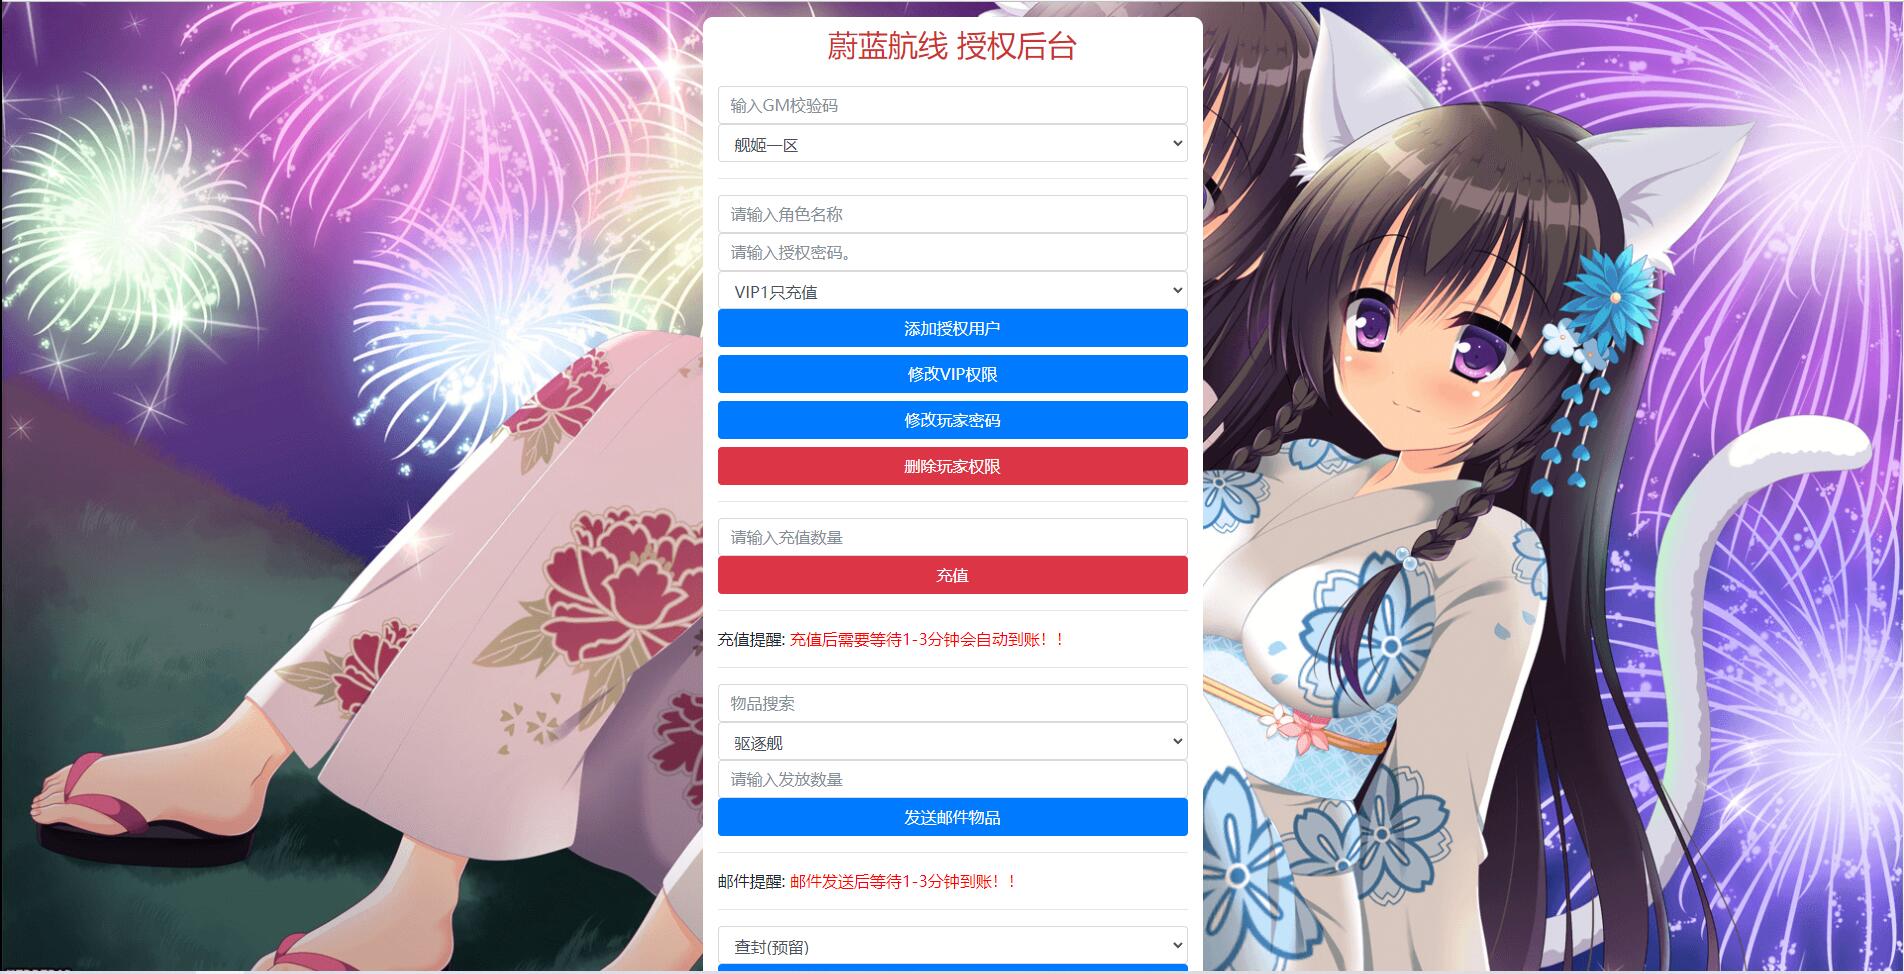 蔚蓝航线 授权后台
输入GM校验码
舰姬一区
请输入角色名称
请输入授权密码。
VIP1只充值
添加授权用户
修改VIP权限
修改玩家密码
删除玩家权限
请输入充值数量
充值
充值提醒: 充值后需要等待1-3分钟会自动到账！！
物品搜索
驱逐舰
请输入发放数量
发送邮件物品
邮件提醒: 邮件发送后等待1-3分钟到账！！
查封(预留)